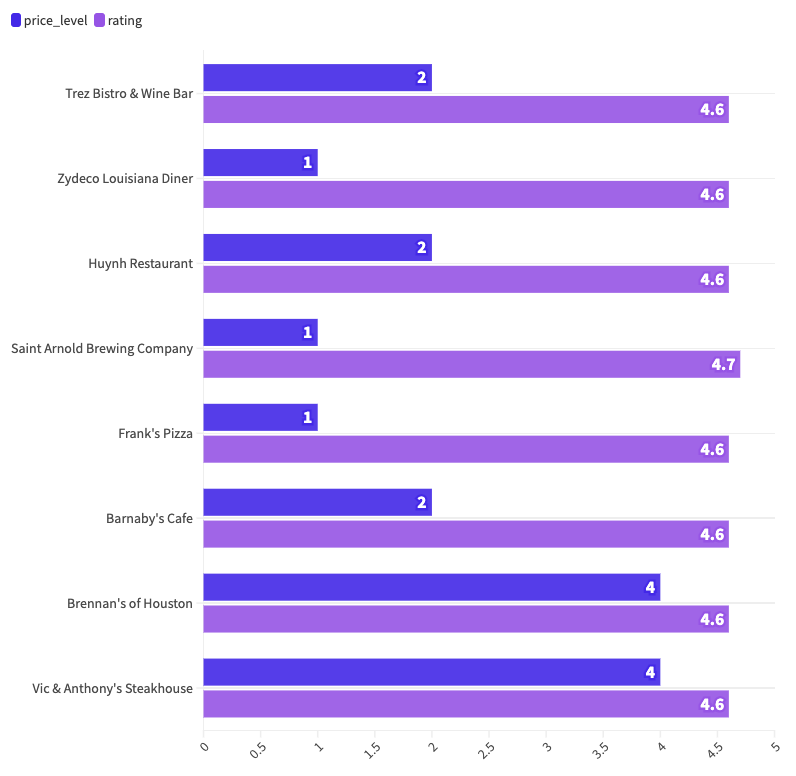 price_level rating
Trez Bistro & Wine Bar
2
4.6
Zydeco Louisiana Diner
1
4.6
Huynh Restaurant
2
4.6
Saint Arnold Brewing Company
1
4.7
Frank's Pizza
1
4.6
Barnaby's Cafe
2
4.6
Brennan's of Houston
4
4.6
Vic & Anthony's Steakhouse
4
4.6
0 0.5 1 1.5 2 2.5 3 3.5 4 4.5 5